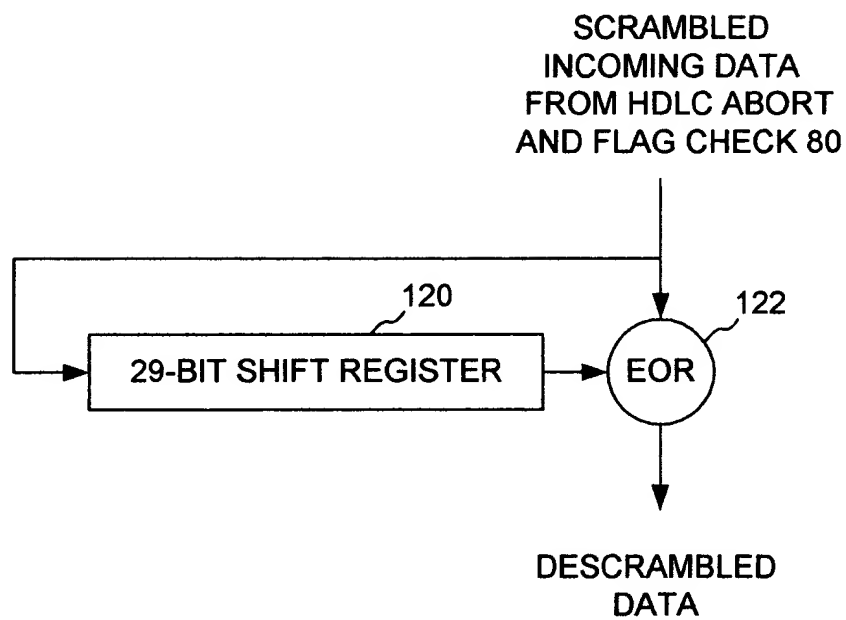 SCRAMBLED
INCOMING DATA
FROM HDLC ABORT
AND FLAG CHECK 80
120
122
29-BIT SHIFT REGISTER
EOR
DESCRAMBLED
DATA